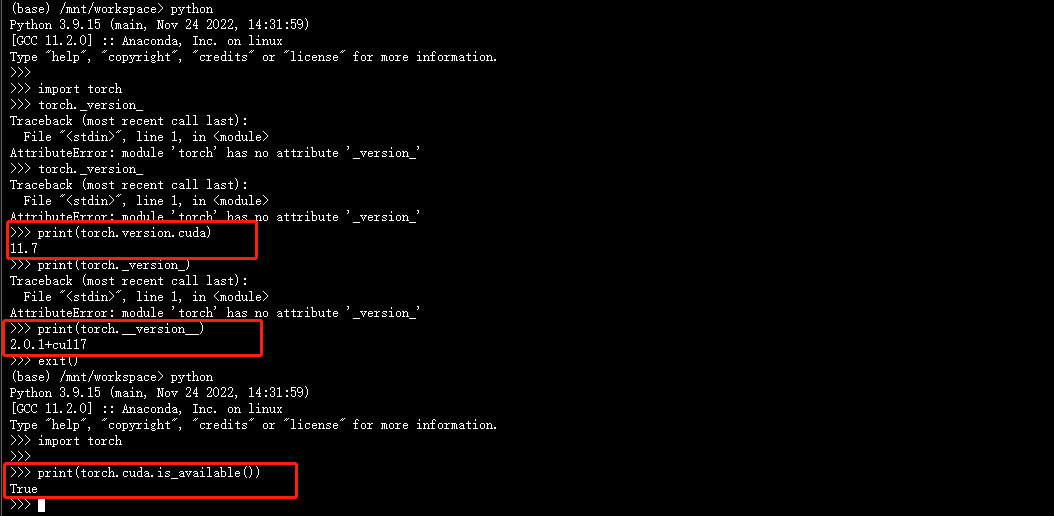 (base) /mnt/workspace> python
Python 3.9.15 (main, Nov 24 2022, 14:31:59)
[GCC 11.2.0] :: Anaconda, Inc. on linux
Type "help", "copyright", "credits" or "license" for more information.
>>>
>>> import torch
>>> torch._version_
Traceback (most recent call last):
  File "<stdin>", line 1, in <module>
AttributeError: module 'torch' has no attribute '_version_'
>>> torch._version_
Traceback (most recent call last):
  File "<stdin>", line 1, in <module>
AttributeError: module 'torch' has no attribute '_version_'
>>> print(torch.version.cuda)
11.7
>>> print(torch._version_)
Traceback (most recent call last):
  File "<stdin>", line 1, in <module>
AttributeError: module 'torch' has no attribute '_version_'
>>> print(torch.__version__)
2.0.1+cu117
>>> exit()
(base) /mnt/workspace> python
Python 3.9.15 (main, Nov 24 2022, 14:31:59)
[GCC 11.2.0] :: Anaconda, Inc. on linux
Type "help", "copyright", "credits" or "license" for more information.
>>> import torch
>>>
>>> print(torch.cuda.is_available())
True
>>>